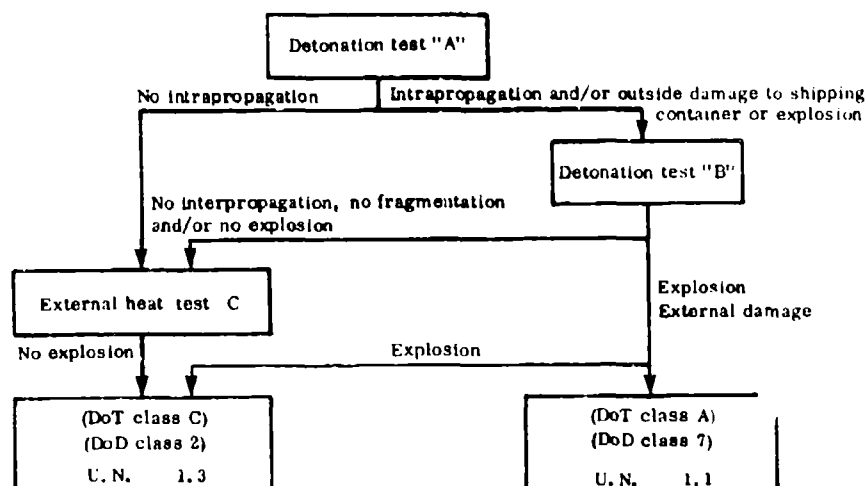 Detonation test "A"
No intrapropagation
Intrapropagation and/or outside damage to shipping
container or explosion
Detonation test "B"
No interpropagation, no fragmentation
and/or no explosion
External heat test C
Explosion
External damage
No explosion
Explosion
(DoT class C)
(DoD class 2)
U.N. 1.3
(DoT class A)
(DoD class 7)
U.N. 1.1